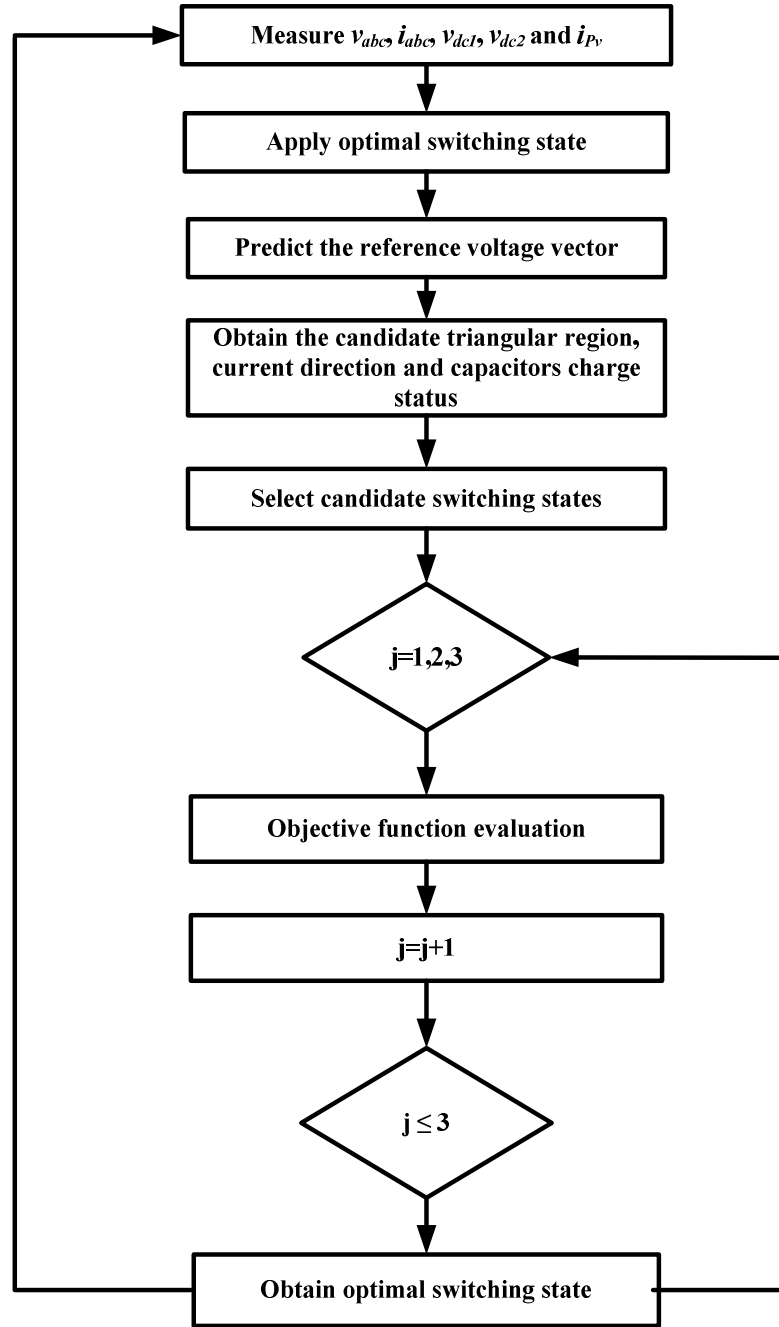 Measure vabc, iabc, vdc1, vdc2 and iPv
Apply optimal switching state
Predict the reference voltage vector
Obtain the candidate triangular region,
current direction and capacitors charge
status
Select candidate switching states
j=1,2,3
Objective function evaluation
j=j+1
j ≤ 3
Obtain optimal switching state